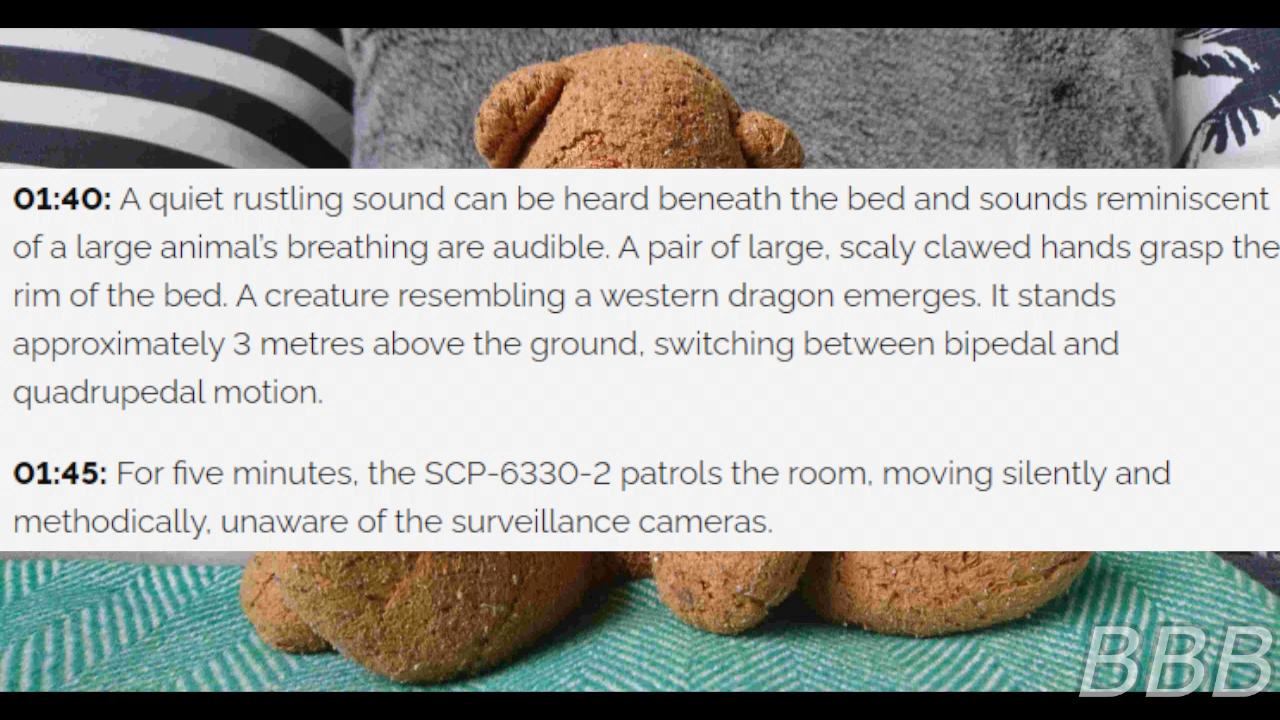 01:40: A quiet rustling sound can be heard beneath the bed and sounds reminiscent
of a large animal’s breathing are audible. A pair of large, scaly clawed hands grasp the
rim of the bed. A creature resembling a western dragon emerges. It stands
approximately 3 metres above the ground, switching between bipedal and
quadrupedal motion.
01:45: For five minutes, the SCP-6330-2 patrols the room, moving silently and
methodically, unaware of the surveillance cameras.
BBB